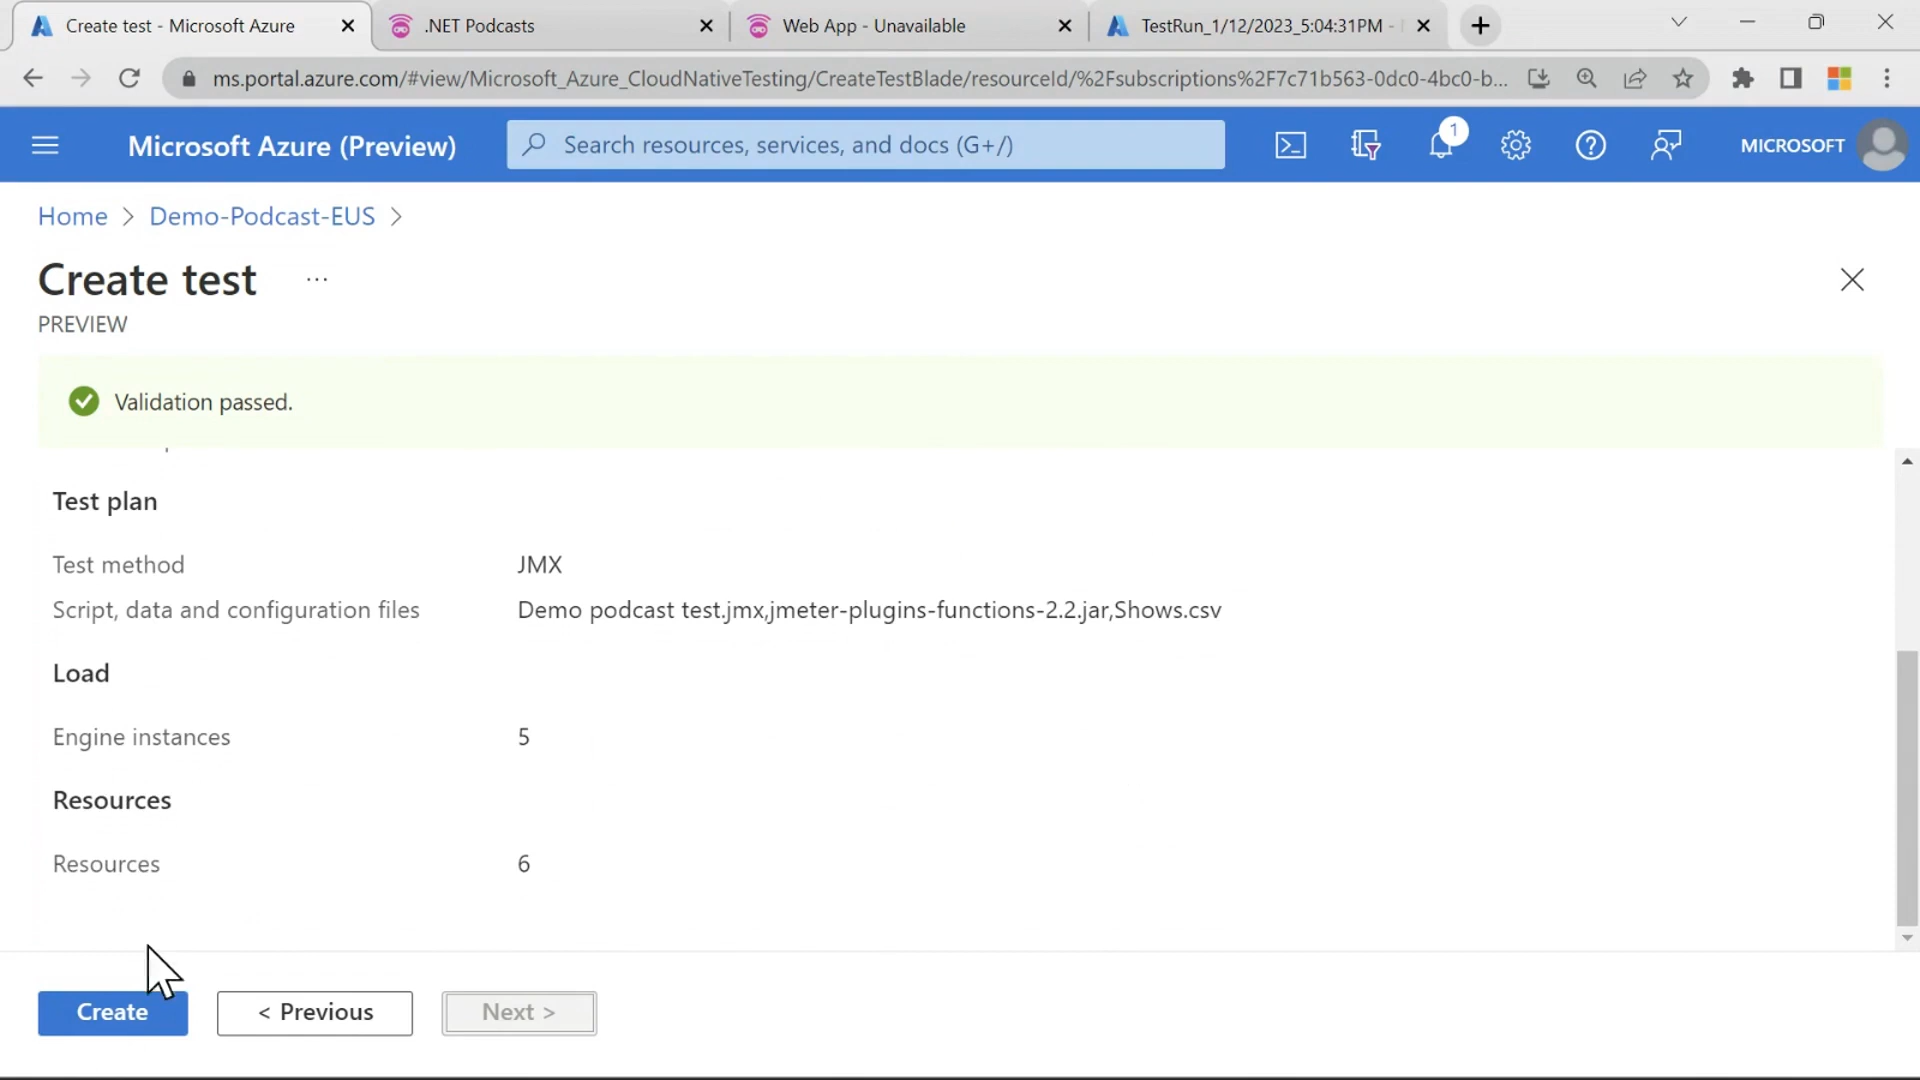 Create test - Microsoft Azure
.NET Podcasts
Web App - Unavailable
TestRun_1/12/2023_5:04:31PM -
ms.portal.azure.com/#view/Microsoft_Azure_CloudNativeTesting/CreateTestBlade/resourceId/%2Fsubscriptions%2F7c71b563-0dc0-4bc0-b...
Microsoft Azure (Preview)
Search resources, services, and docs (G+/)
1
MICROSOFT
Home > Demo-Podcast-EUS >
Create test ...
PREVIEW
Validation passed.
Test plan
Test method JMX
Script, data and configuration files Demo podcast test.jmx,jmeter-plugins-functions-2.2.jar,Shows.csv
Load
Engine instances 5
Resources
Resources 6
Create < Previous Next >